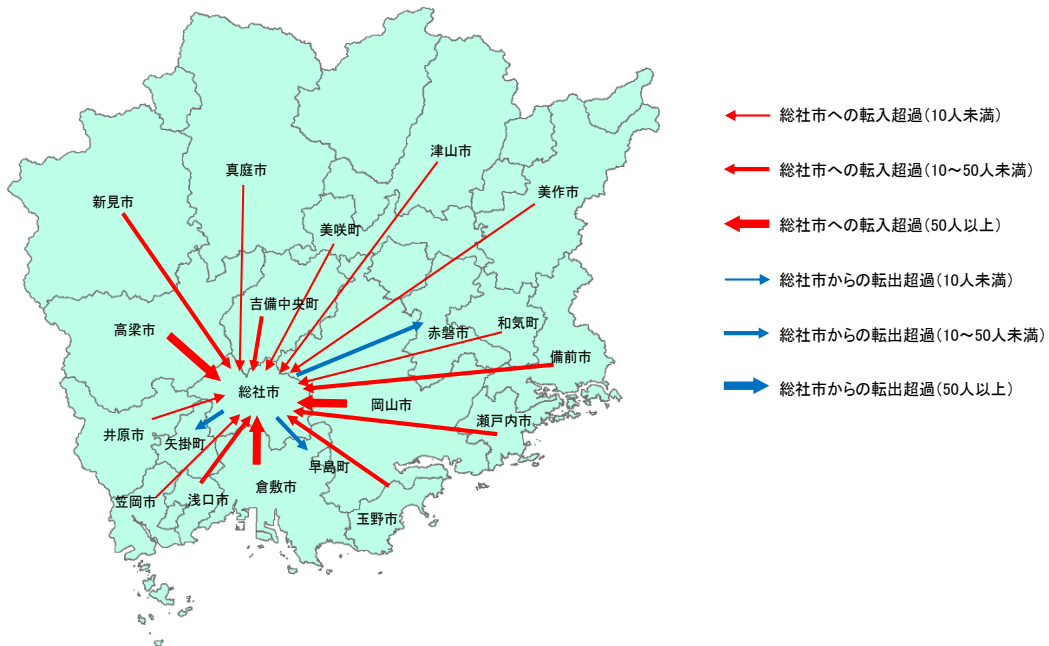 津山市
真庭市
美作市
新見市
美咲町
吉備中央町
和気町
高梁市
赤磐市
備前市
総社市
岡山市
瀬戸内市
井原市
矢掛町
早島町
倉敷市
笠岡市
浅口市
玉野市
総社市への転入超過(10人未満)
総社市への転入超過(10～50人未満)
総社市への転入超過(50人以上)
総社市からの転出超過(10人未満)
総社市からの転出超過(10～50人未満)
総社市からの転出超過(50人以上)